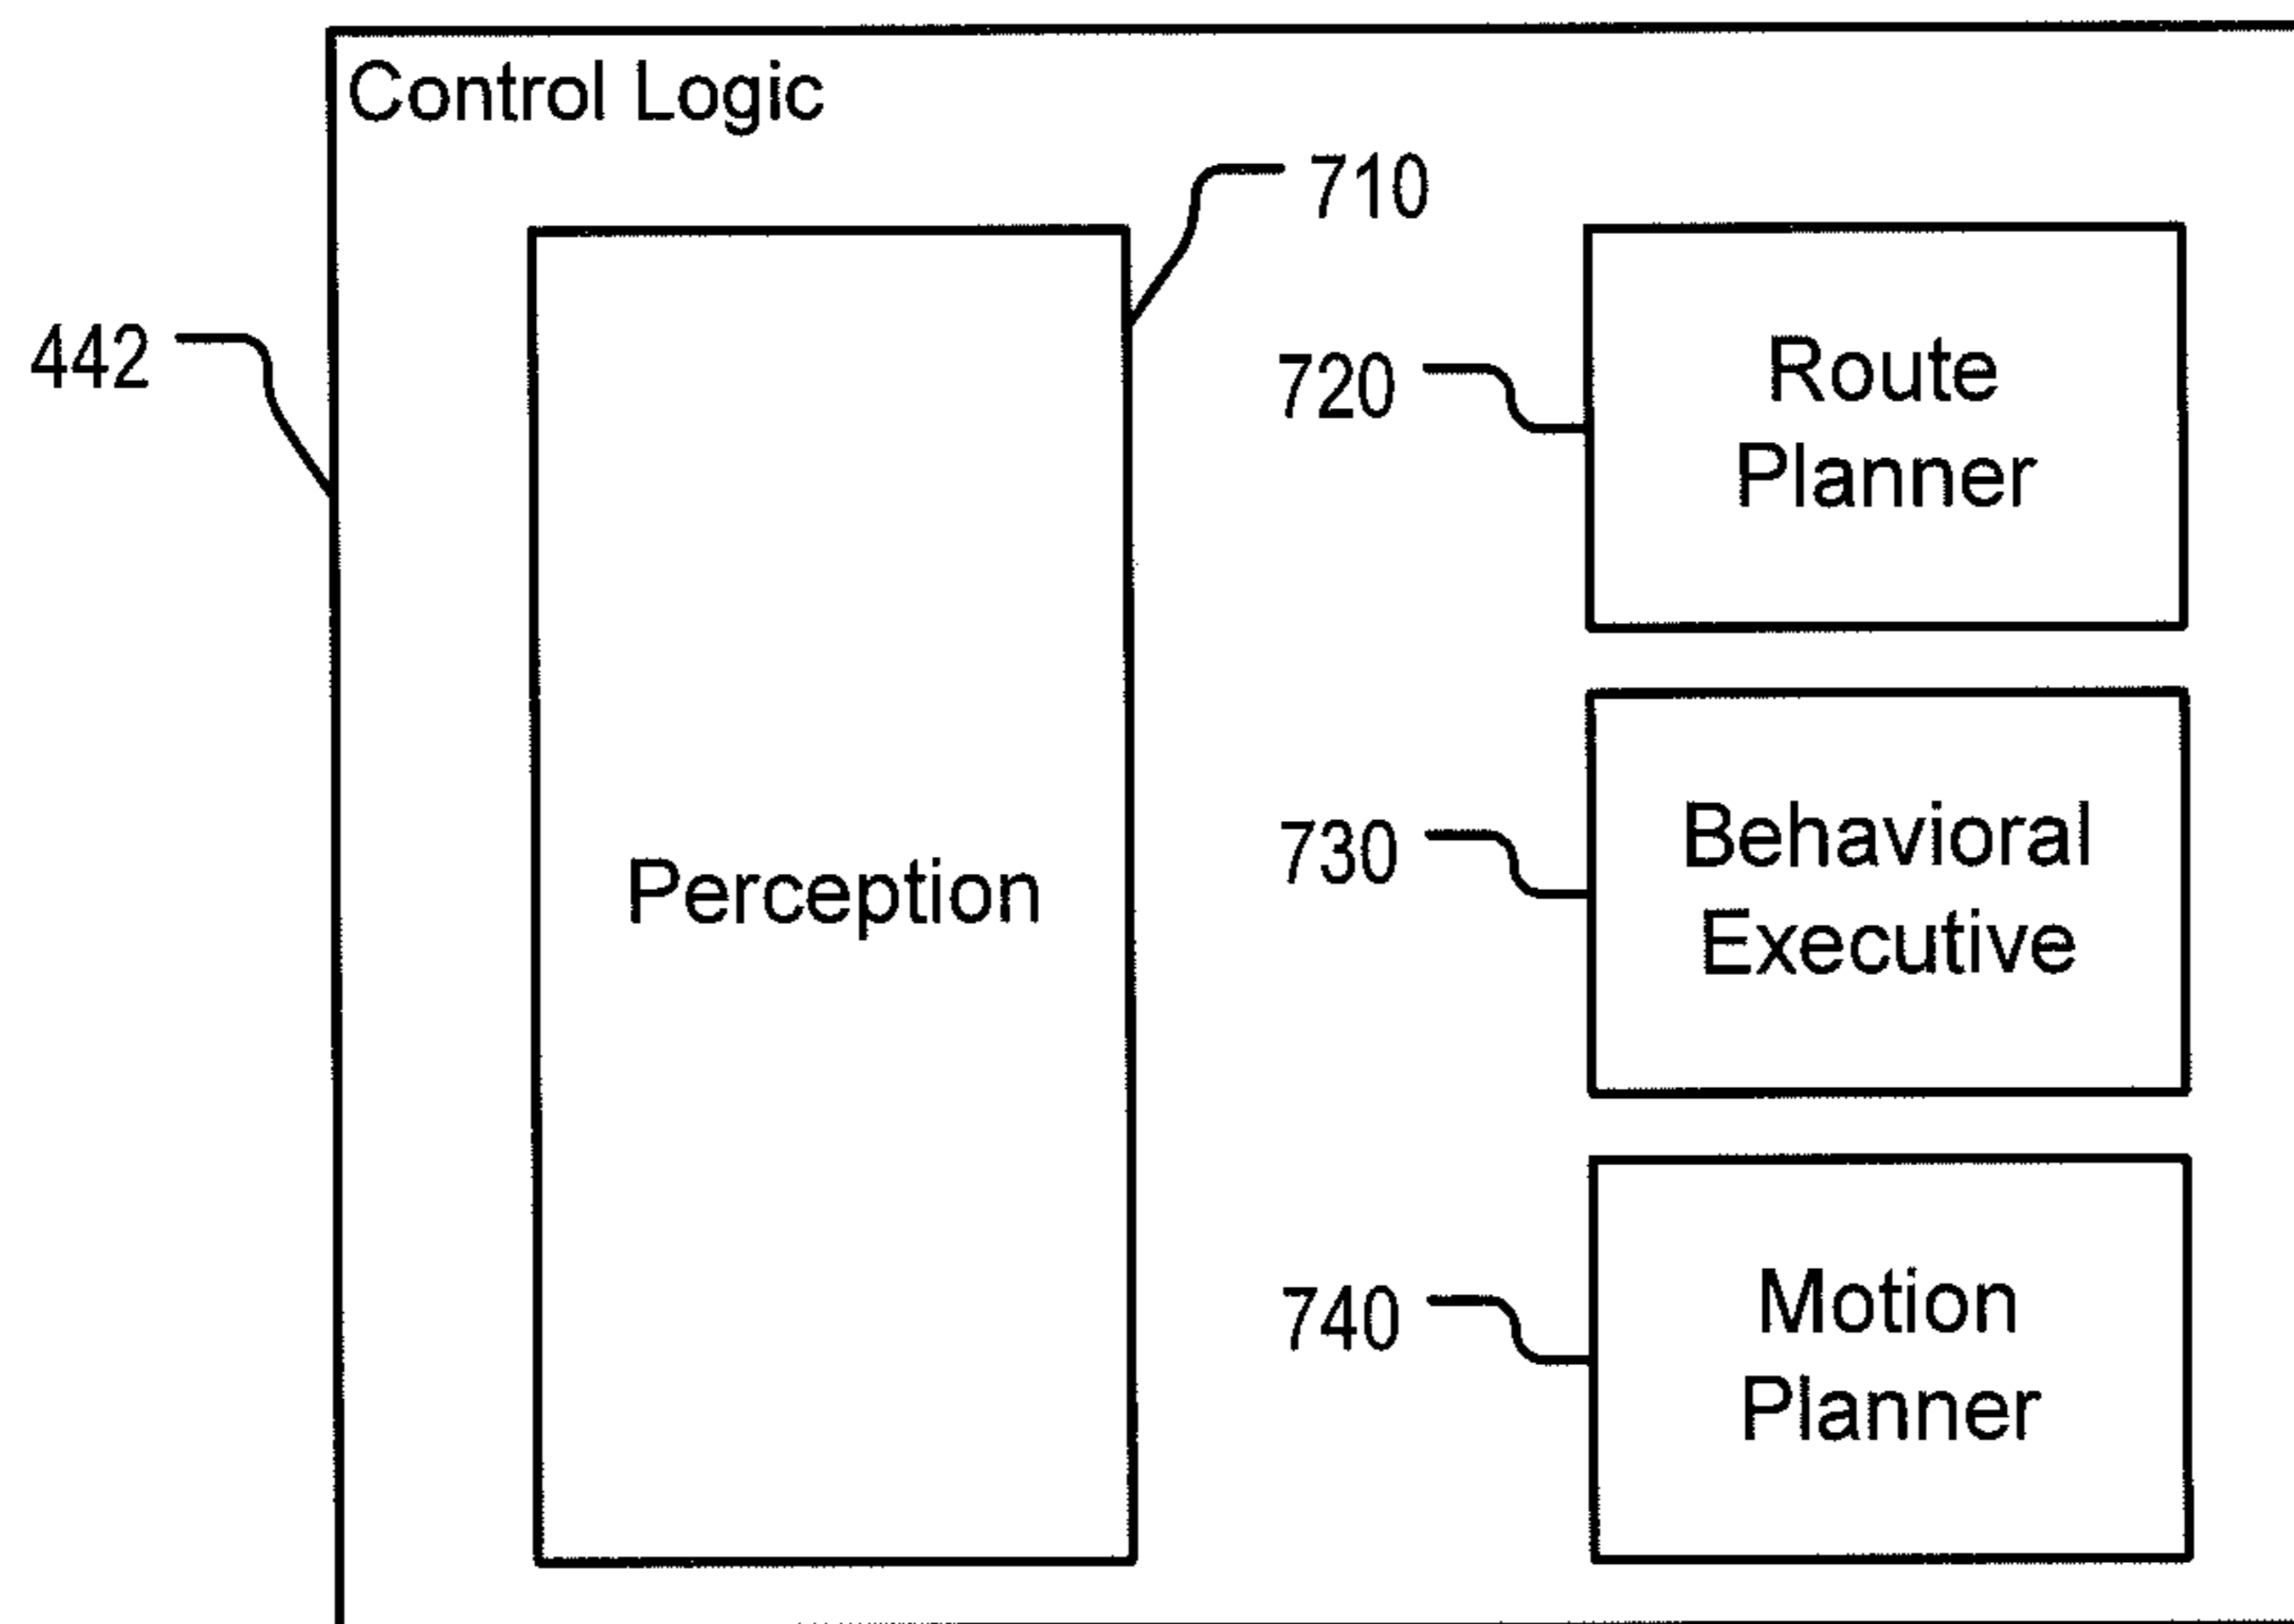 Control Logic
710
442
720
Route
Planner
Perception
730
Behavioral
Executive
740
Motion
Planner